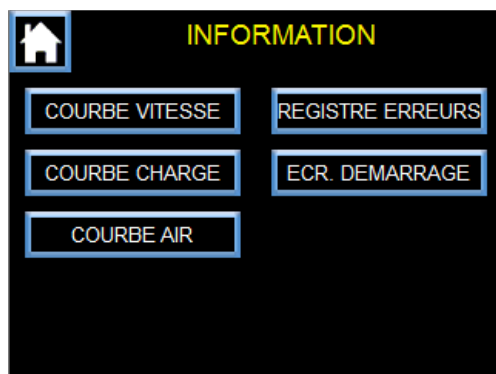 INFORMATION
COURBE VITESSE
REGISTRE ERREURS
COURBE CHARGE
ECR. DEMARRAGE
COURBE AIR